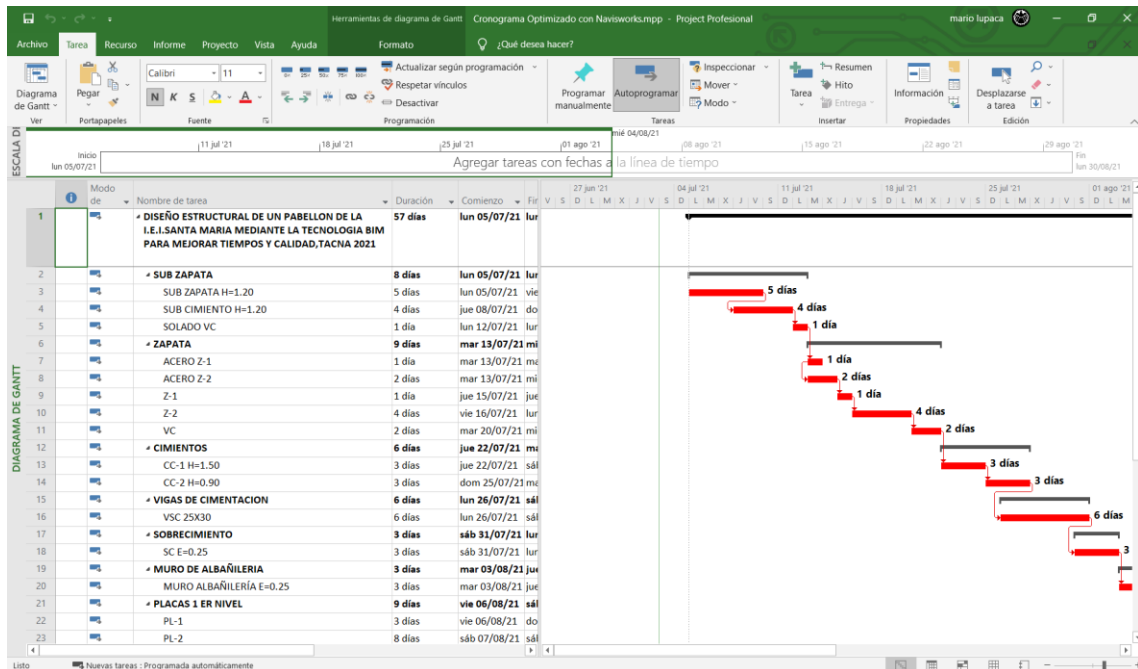 Herramientas de diagrama de Gantt Cronograma Optimizado con Navisworks.mpp - Project Profesional mario lupaca
Archivo Tarea Recurso Informe Proyecto Vista Ayuda Formato ¿Qué desea hacer?
Diagrama de Gantt
Pegar
Calibri 11
N K S A
0% 25% 50% 75% 100%
Actualizar según programación
Respetar vínculos
Desactivar
Programar manualmente
Autoprogramar
Inspeccionar
Mover
Modo
Tarea
Resumen
Hito
Entrega
Información
Desplazarse a tarea
Ver Portapapeles Fuente Programación Tareas Insertar Propiedades Edición
ESCALA DI
mié 04/08/21
11 jul '21 18 jul '21 25 jul '21 01 ago '21 08 ago '21 15 ago '21 22 ago '21 29 ago '21
Inicio
lun 05/07/21
Agregar tareas con fechas a la línea de tiempo
Fin
lun 30/08/21
DIAGRAMA DE GANTT
Modo de Nombre de tarea Duración Comienzo Fir
27 jun '21 04 jul '21 11 jul '21 18 jul '21 25 jul '21 01 ago '21
V S D L M X J V S D L M X J V S D L M X J V S D L M X J V S D L M X J V S D L M
1 DISEÑO ESTRUCTURAL DE UN PABELLON DE LA 57 días lun 05/07/21 lur
I.E.I.SANTA MARIA MEDIANTE LA TECNOLOGIA BIM
PARA MEJORAR TIEMPOS Y CALIDAD,TACNA 2021
2 SUB ZAPATA 8 días lun 05/07/21 lur
3 SUB ZAPATA H=1.20 5 días lun 05/07/21 vie 5 días
4 SUB CIMIENTO H=1.20 4 días jue 08/07/21 do 4 días
5 SOLADO VC 1 día lun 12/07/21 lur 1 día
6 ZAPATA 9 días mar 13/07/21 mi
7 ACERO Z-1 1 día mar 13/07/21 ma 1 día
8 ACERO Z-2 2 días mar 13/07/21 mi 2 días
9 Z-1 1 día jue 15/07/21 jue 1 día
10 Z-2 4 días vie 16/07/21 lur 4 días
11 VC 2 días mar 20/07/21 mi 2 días
12 CIMIENTOS 6 días jue 22/07/21 ma
13 CC-1 H=1.50 3 días jue 22/07/21 sál 3 días
14 CC-2 H=0.90 3 días dom 25/07/21 ma 3 días
15 VIGAS DE CIMENTACION 6 días lun 26/07/21 sál
16 VSC 25X30 6 días lun 26/07/21 sál 6 días
17 SOBRECIMIENTO 3 días sáb 31/07/21 lur
18 SC E=0.25 3 días sáb 31/07/21 lur 3
19 MURO DE ALBAÑILERIA 3 días mar 03/08/21 jue
20 MURO ALBAÑILERÍA E=0.25 3 días mar 03/08/21 jue
21 PLACAS 1 ER NIVEL 9 días vie 06/08/21 sál
22 PL-1 3 días vie 06/08/21 do
23 PL-2 8 días sáb 07/08/21 sál
Listo Nuevas tareas : Programada automáticamente